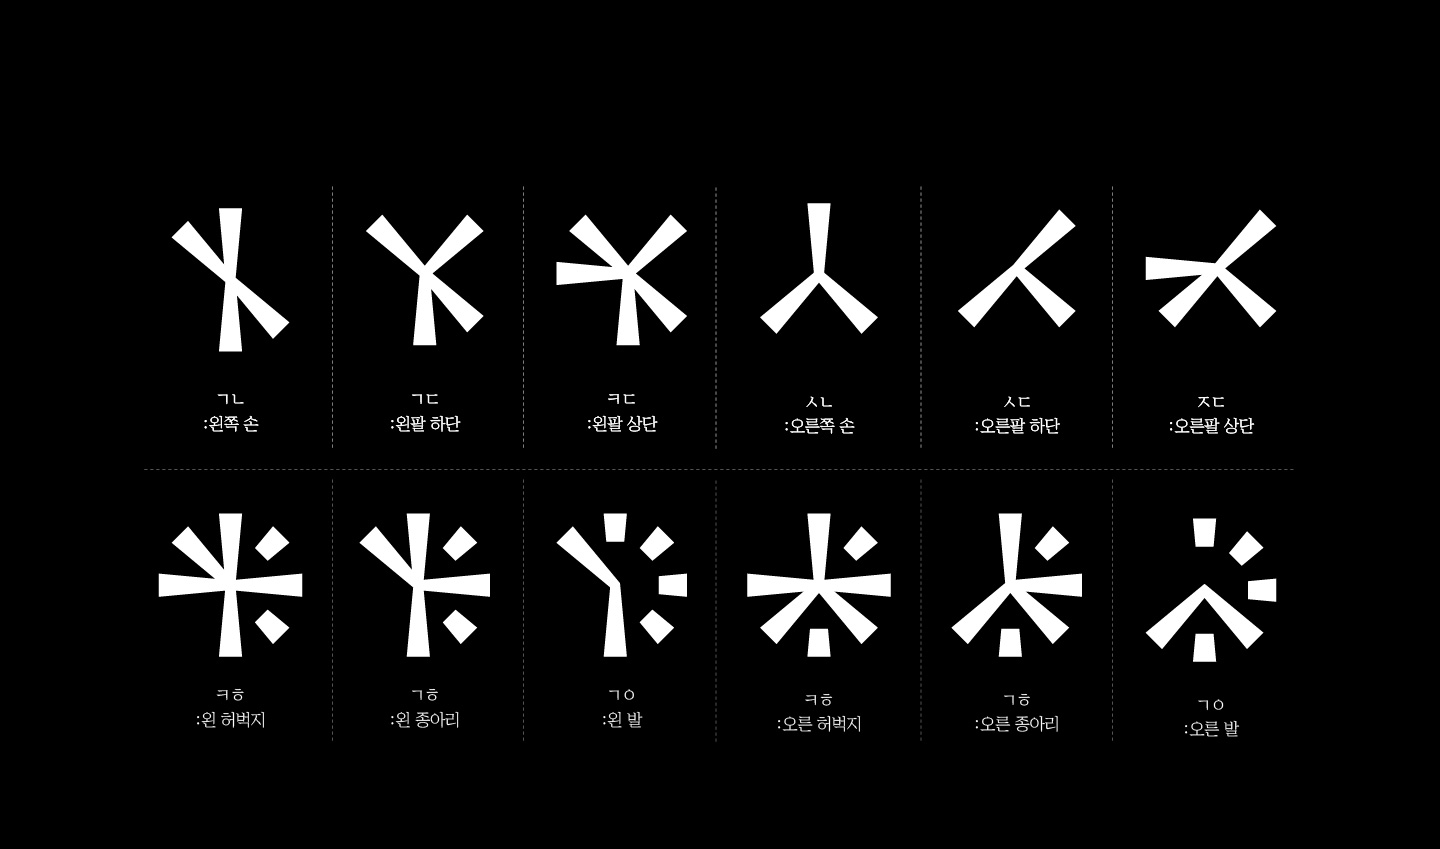 ㄱㄴ
:왼쪽 손
ㄱㄷ
:왼팔 하단
ㅋㄷ
:왼팔 상단
ㅅㄴ
:오른쪽 손
ㅅㄷ
:오른팔 하단
ㅈㄷ
:오른팔 상단
ㅋㅎ
:왼 허벅지
ㄱㅎ
:왼 종아리
ㄱㅇ
:왼 발
ㅋㅎ
:오른 허벅지
ㄱㅎ
:오른 종아리
ㄱㅇ
:오른 발